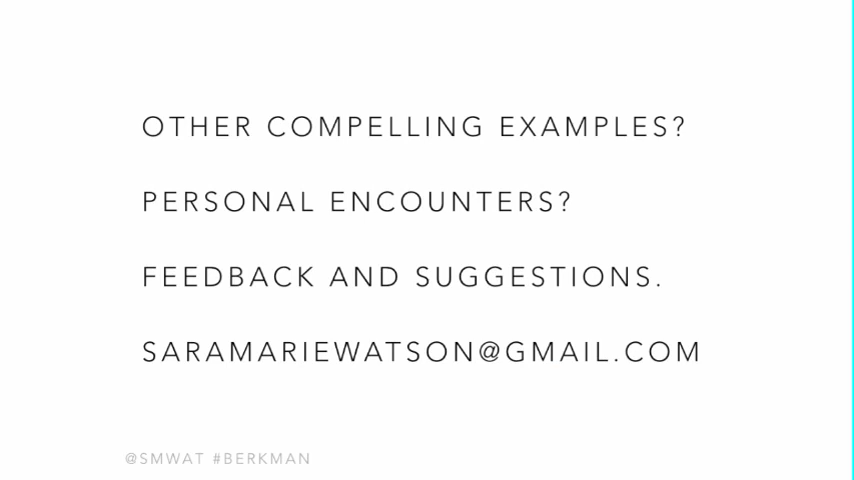 OTHER COMPELLING EXAMPLES?
PERSONAL ENCOUNTERS?
FEEDBACK AND SUGGESTIONS.
SARAMARIEWATSON@GMAIL.COM
@SMWAT #BERKMAN